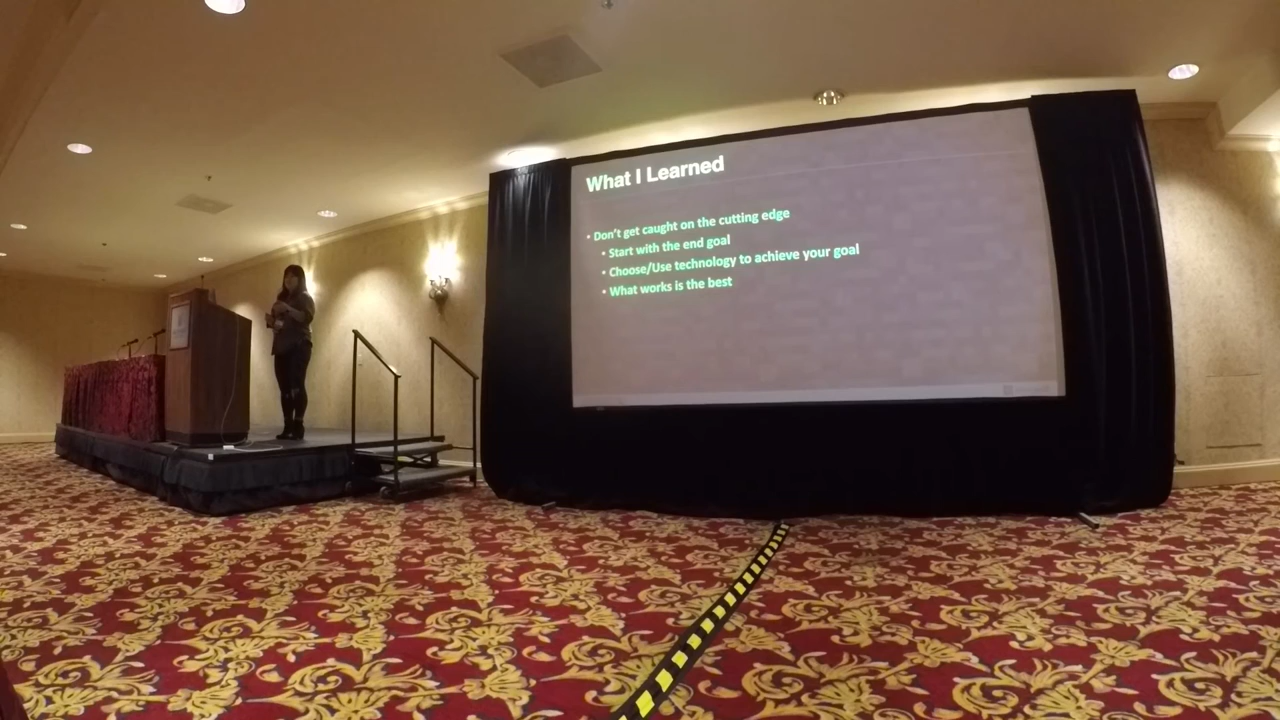 What I Learned
• Don't get caught on the cutting edge
• Start with the end goal
• Choose/Use technology to achieve your goal
• What works is the best